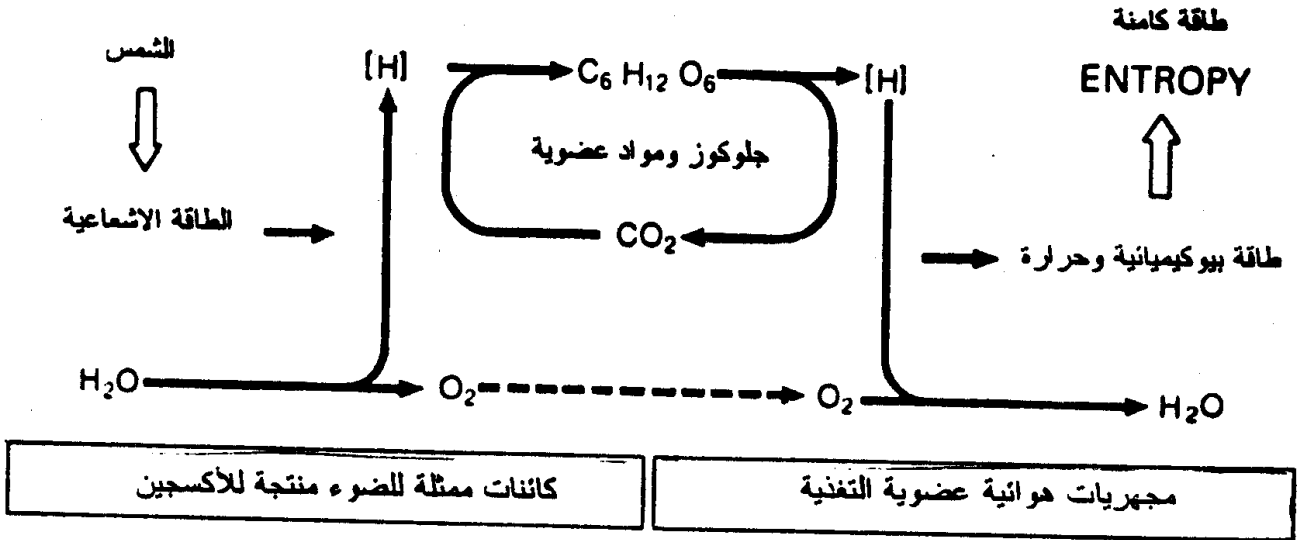 طاقة كامنة
ENTROPY
الشمس
[H]
C6 H12 O6
[H]
جلوكوز ومواد عضوية
الطاقة الاشعاعية
CO2
طاقة بيوكيميائية وحرارة
H2O
O2
O2
H2O
كائنات ممثلة للضوء منتجة للأكسجين
مجهريات هوائية عضوية التغذية